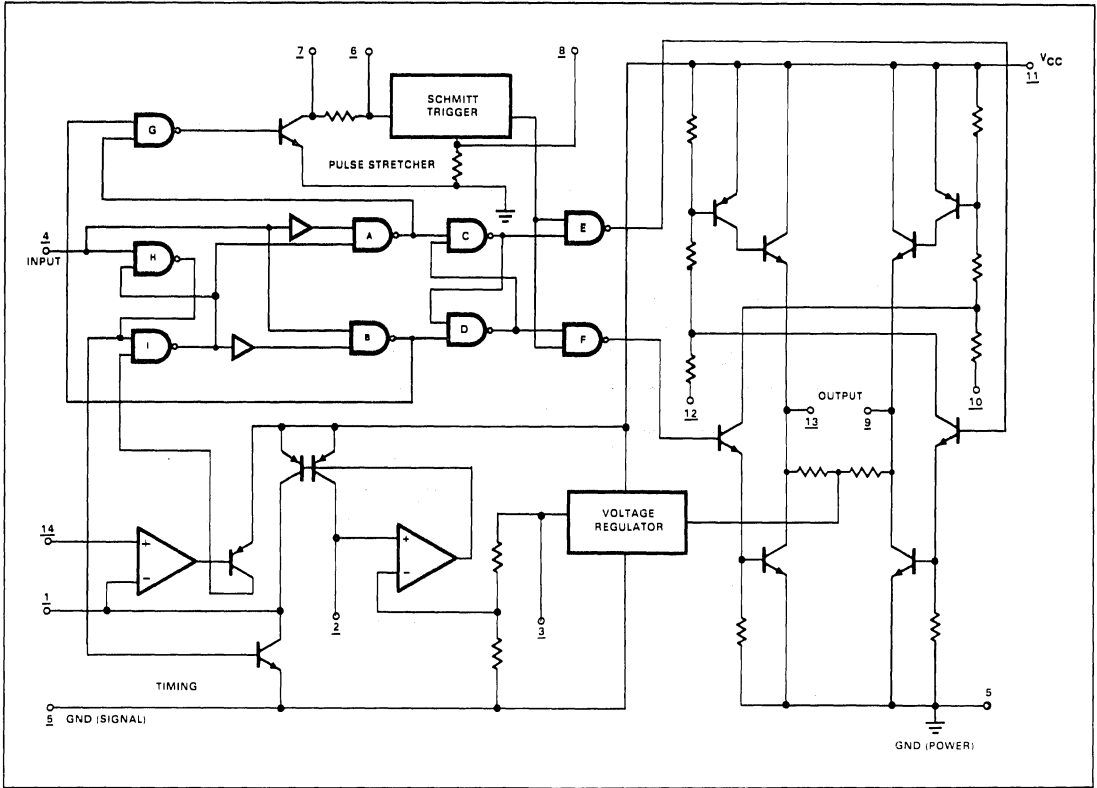 7
6
8
V_CC
11
SCHMITT
TRIGGER
G
PULSE STRETCHER
4
INPUT
A
C
E
H
I
B
D
F
OUTPUT
12
13
9
10
14
+
−
+
−
VOLTAGE
REGULATOR
1
2
3
TIMING
5
GND (SIGNAL)
5
GND (POWER)